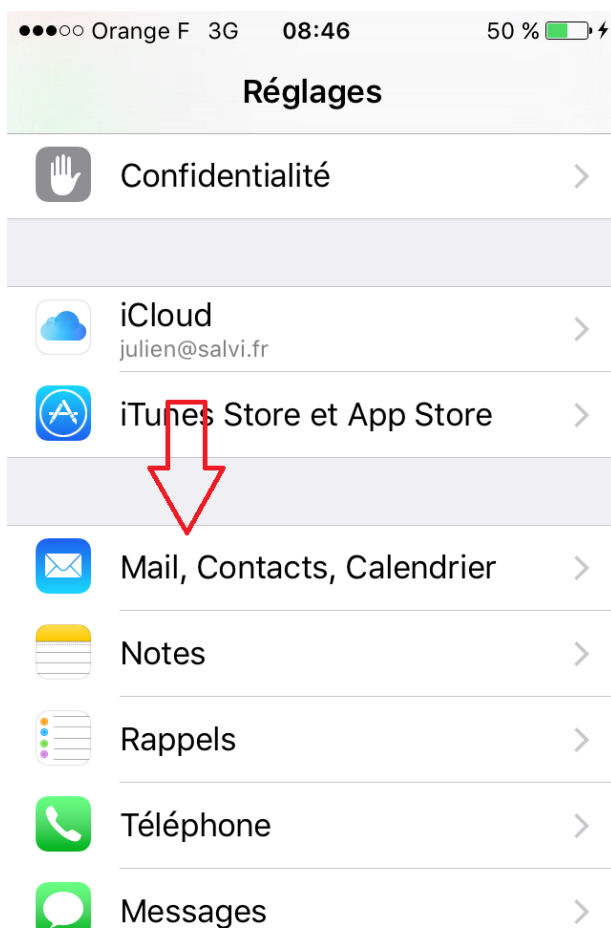 Orange F 3G 08:46 50 %
Réglages
Confidentialité
iCloud
julien@salvi.fr
iTunes Store et App Store
Mail, Contacts, Calendrier
Notes
Rappels
Téléphone
Messages